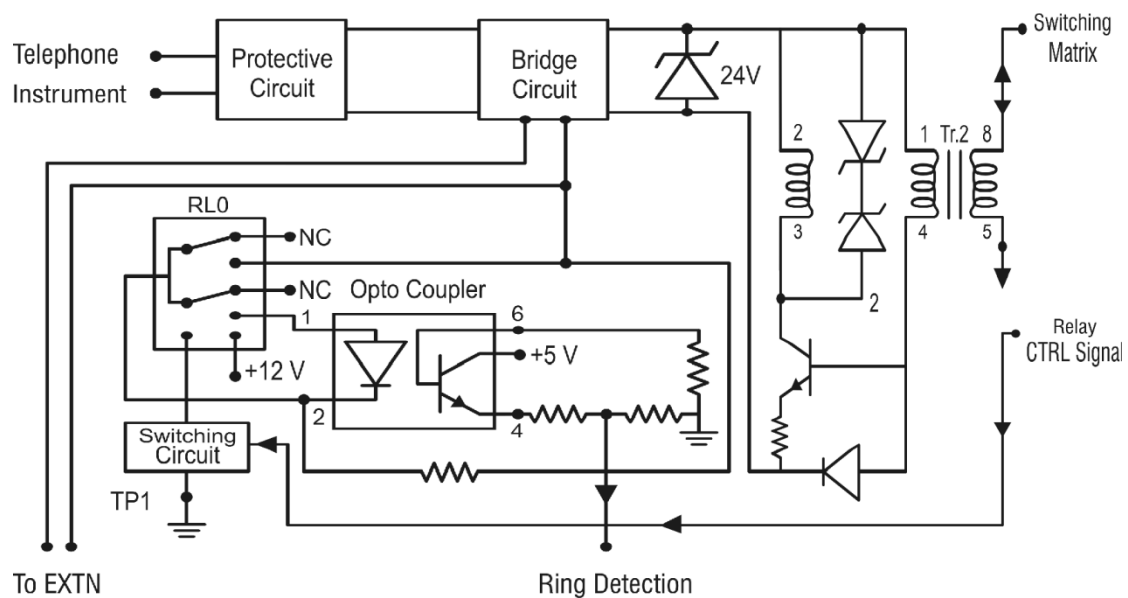 Telephone
Instrument
Protective
Circuit
Bridge
Circuit
24V
Switching
Matrix
2
1 Tr.2 8
3
4
5
2
RL0
NC
NC
Opto Coupler
1
6
+5 V
+12 V
2
4
Relay
CTRL Signal
Switching
Circuit
TP1
To EXTN
Ring Detection